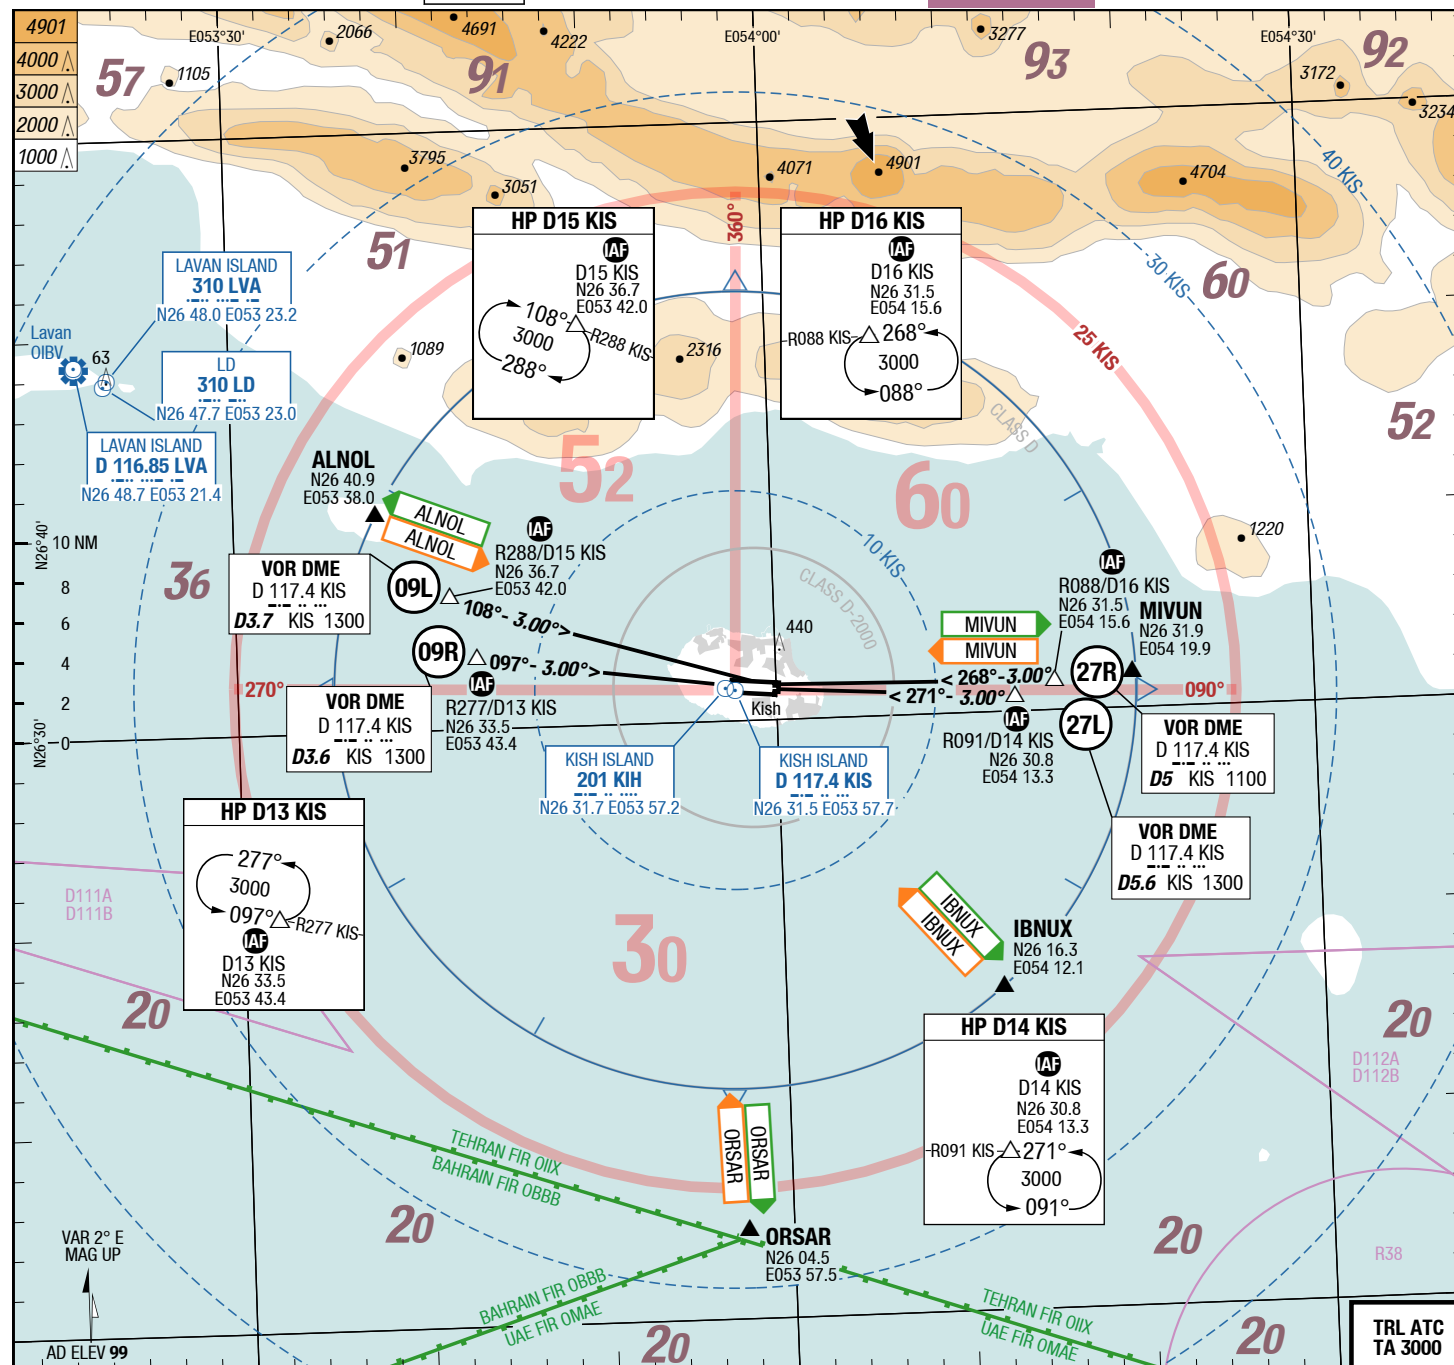 4901
4000
3000
2000
1000
E053°30'
E054°00'
E054°30'
2066
4691
4222
3277
1105
3172
3234
57
91
93
92
3795
3051
4071
4901
4704
40 KIS
30 KIS
25 KIS
10 KIS
360°
51
60
52
HP D15 KIS
IAF
D15 KIS
N26 36.7
E053 42.0
108°
3000
288°
R288 KIS
HP D16 KIS
IAF
D16 KIS
N26 31.5
E054 15.6
R088 KIS
268°
3000
088°
LAVAN ISLAND
310 LVA
N26 48.0 E053 23.2
Lavan
OIBV
63
LD
310 LD
N26 47.7 E053 23.0
LAVAN ISLAND
D 116.85 LVA
N26 48.7 E053 21.4
1089
2316
CLASS D
52
60
1220
ALNOL
N26 40.9
E053 38.0
ALNOL
ALNOL
IAF
R288/D15 KIS
N26 36.7
E053 42.0
N26°40'
10 NM
8
6
4
2
0
N26°30'
36
VOR DME
D 117.4 KIS
D3.7 KIS 1300
09L
108°- 3.00°>
09R
097°- 3.00°>
CLASS D-2000
440
IAF
R088/D16 KIS
N26 31.5
E054 15.6
MIVUN
N26 31.9
E054 19.9
MIVUN
MIVUN
< 268°-3.00°
27R
< 271°- 3.00°
27L
270°
090°
VOR DME
D 117.4 KIS
D3.6 KIS 1300
IAF
R277/D13 KIS
N26 33.5
E053 43.4
Kish
IAF
R091/D14 KIS
N26 30.8
E054 13.3
VOR DME
D 117.4 KIS
D5 KIS 1100
KISH ISLAND
201 KIH
N26 31.7 E053 57.2
KISH ISLAND
D 117.4 KIS
N26 31.5 E053 57.7
VOR DME
D 117.4 KIS
D5.6 KIS 1300
HP D13 KIS
277°
3000
097°
R277 KIS
IAF
D13 KIS
N26 33.5
E053 43.4
D111A
D111B
30
IBNUX
IBNUX
IBNUX
N26 16.3
E054 12.1
20
20
HP D14 KIS
IAF
D14 KIS
N26 30.8
E054 13.3
R091 KIS
271°
3000
091°
D112A
D112B
TEHRAN FIR OIIX
BAHRAIN FIR OBBB
ORSAR
ORSAR
ORSAR
N26 04.5
E053 57.5
20
20
R38
VAR 2° E
MAG UP
BAHRAIN FIR OBBB
UAE FIR OMAE
TEHRAN FIR OIIX
UAE FIR OMAE
20
20
AD ELEV 99
TRL ATC
TA 3000